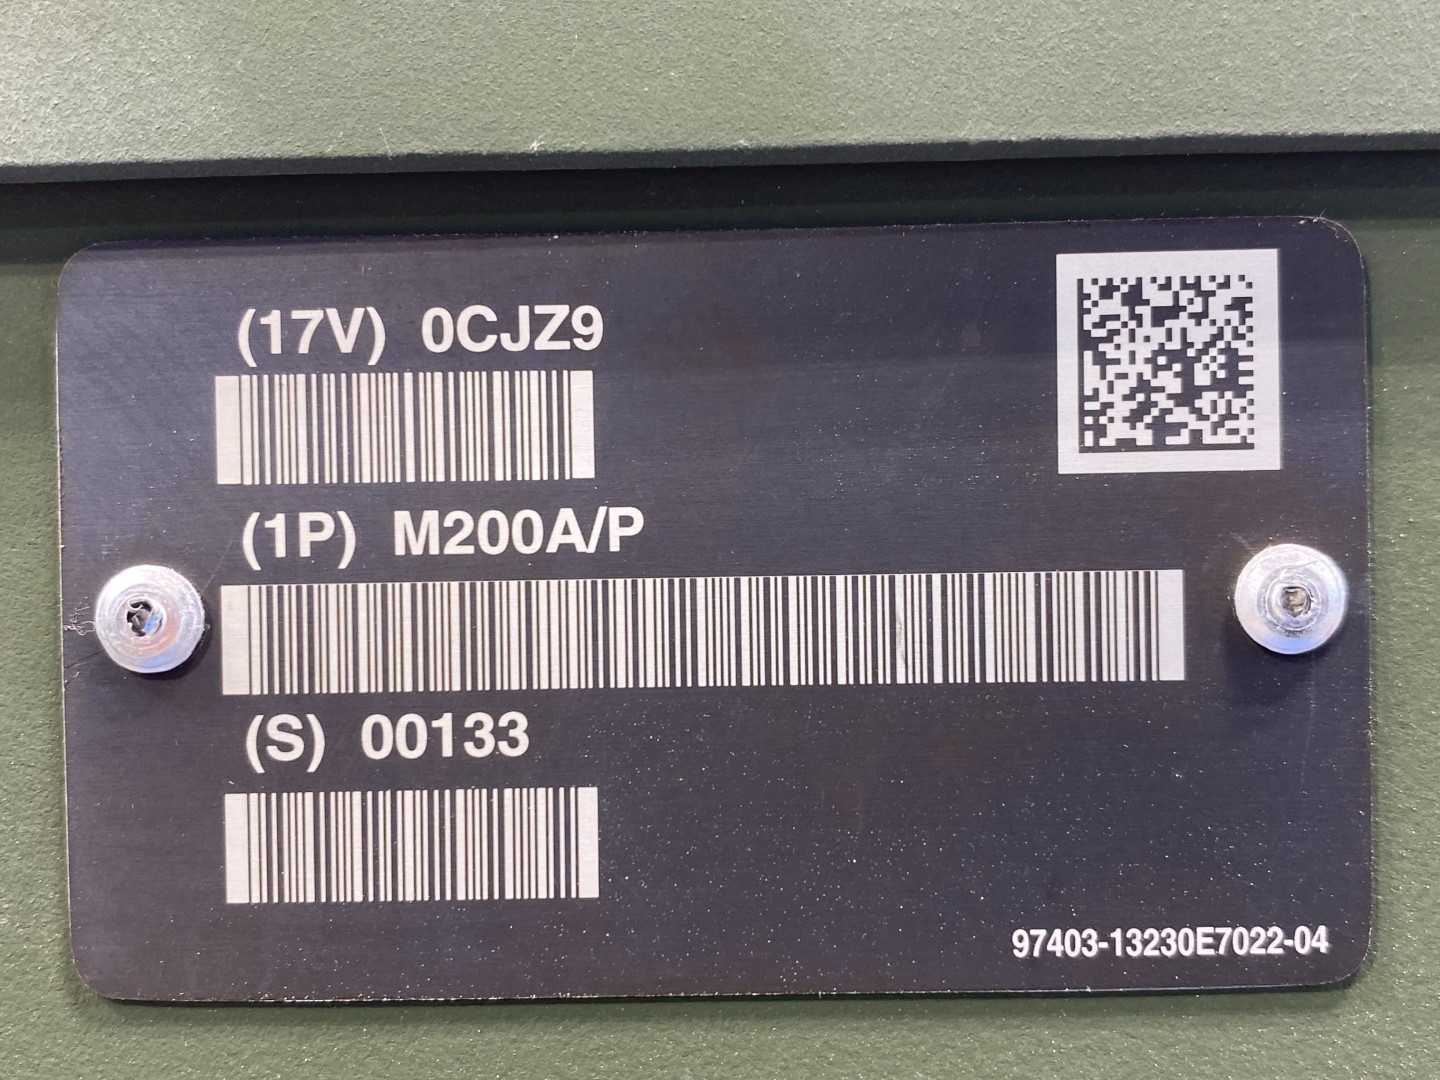 (17V) 0CJZ9
(1P) M200A/P
(S) 00133
97403-13230E7022-04